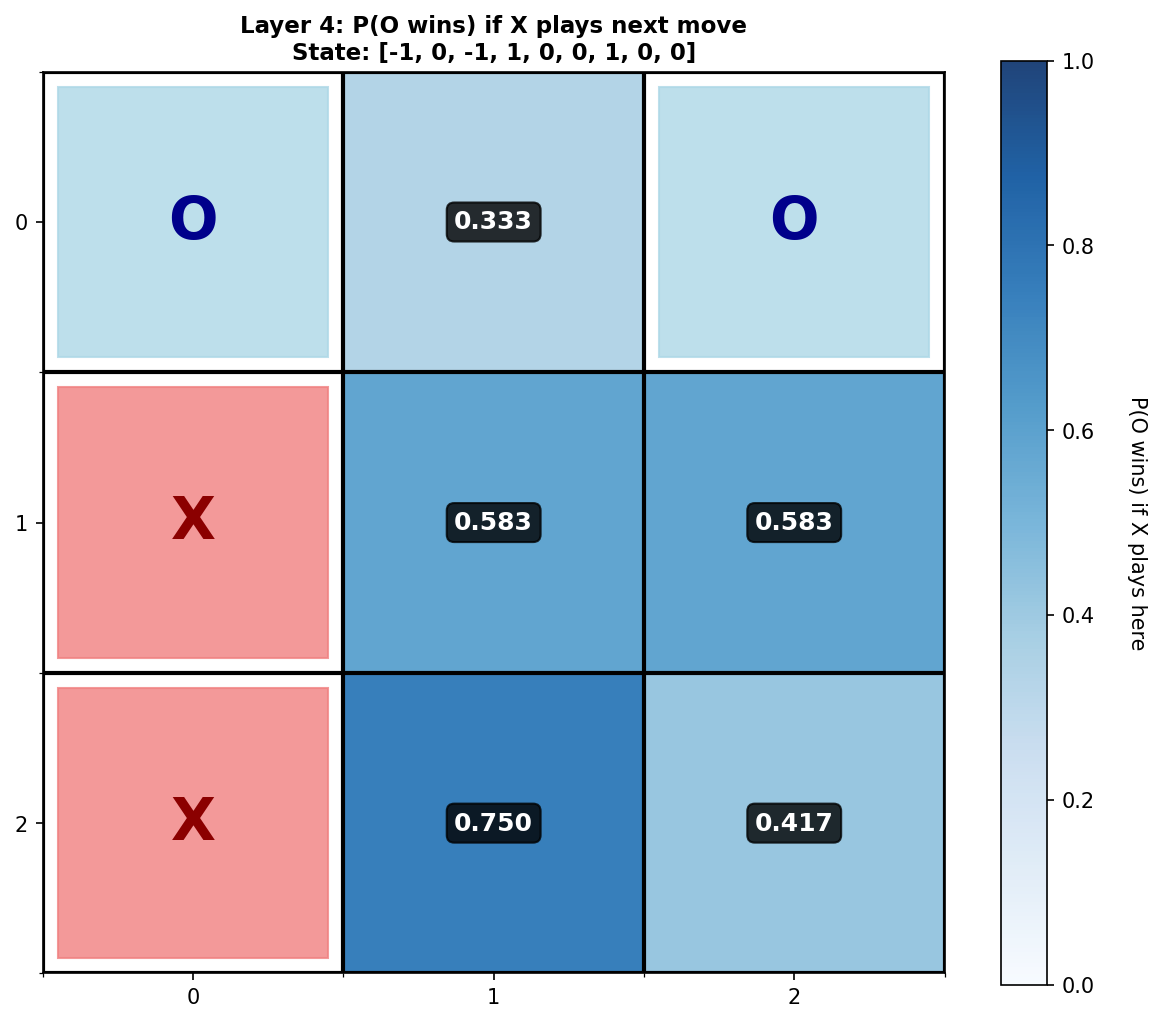 Layer 4: P(O wins) if X plays next move
State: [-1, 0, -1, 1, 0, 0, 1, 0, 0]
0
O
0.333
O
1
X
0.583
0.583
2
X
0.750
0.417
0
1
2
1.0
0.8
0.6
0.4
0.2
0.0
P(O wins) if X plays here